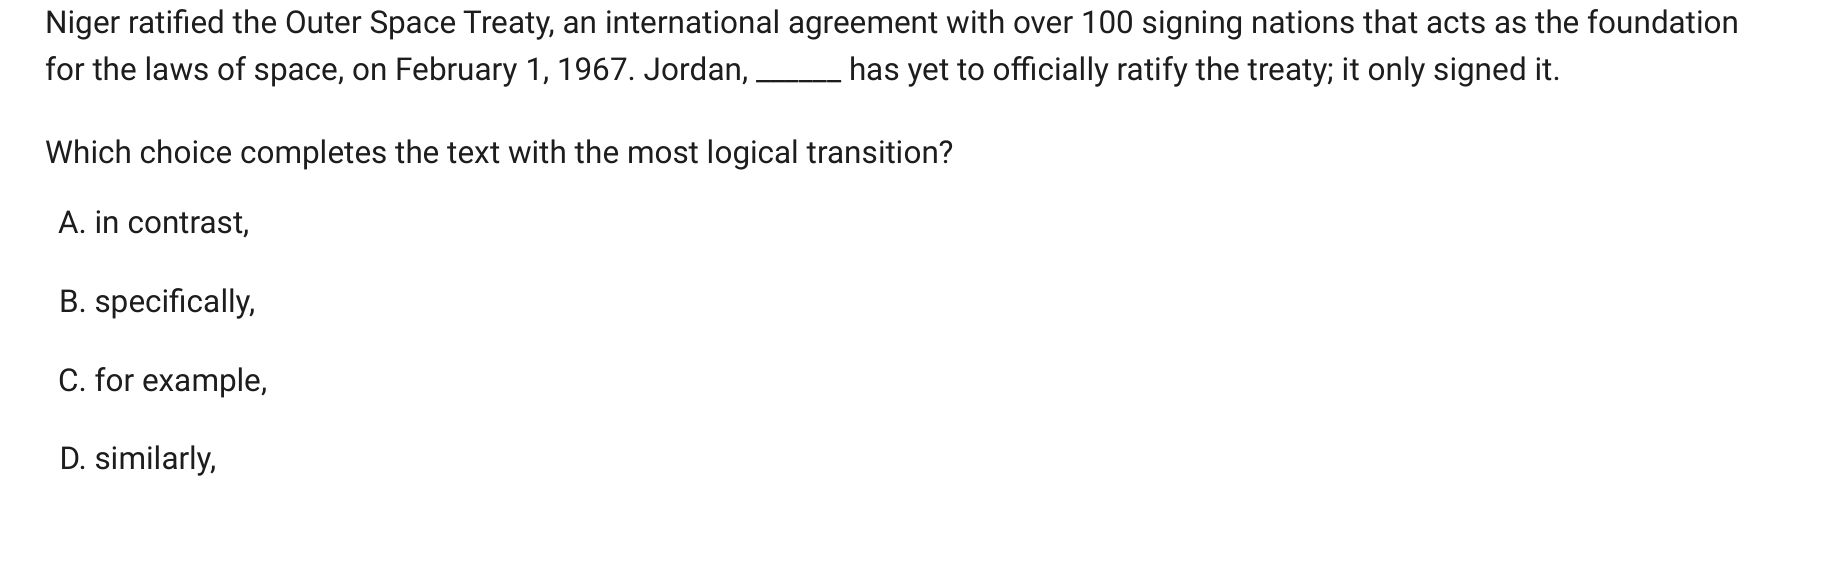 Niger ratified the Outer Space Treaty, an international agreement with over 100 signing nations that acts as the foundation
for the laws of space, on February 1, 1967. Jordan, ______ has yet to officially ratify the treaty; it only signed it.
Which choice completes the text with the most logical transition?
A. in contrast,
B. specifically,
C. for example,
D. similarly,